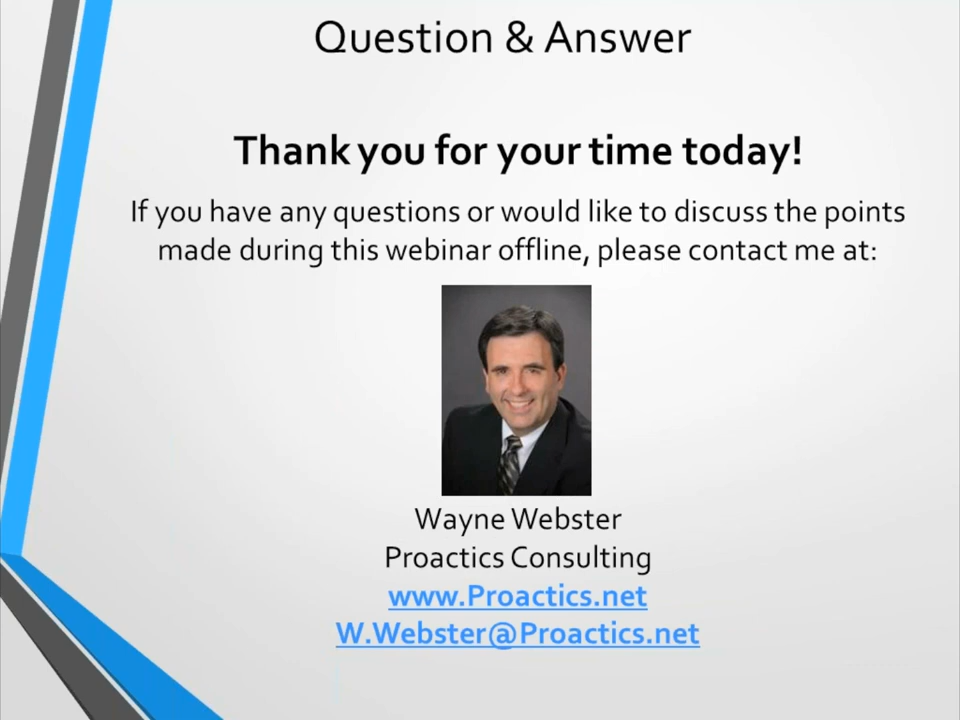 Question & Answer
Thank you for your time today!
If you have any questions or would like to discuss the points
made during this webinar offline, please contact me at:
Wayne Webster
Proactics Consulting
www.Proactics.net
W.Webster@Proactics.net